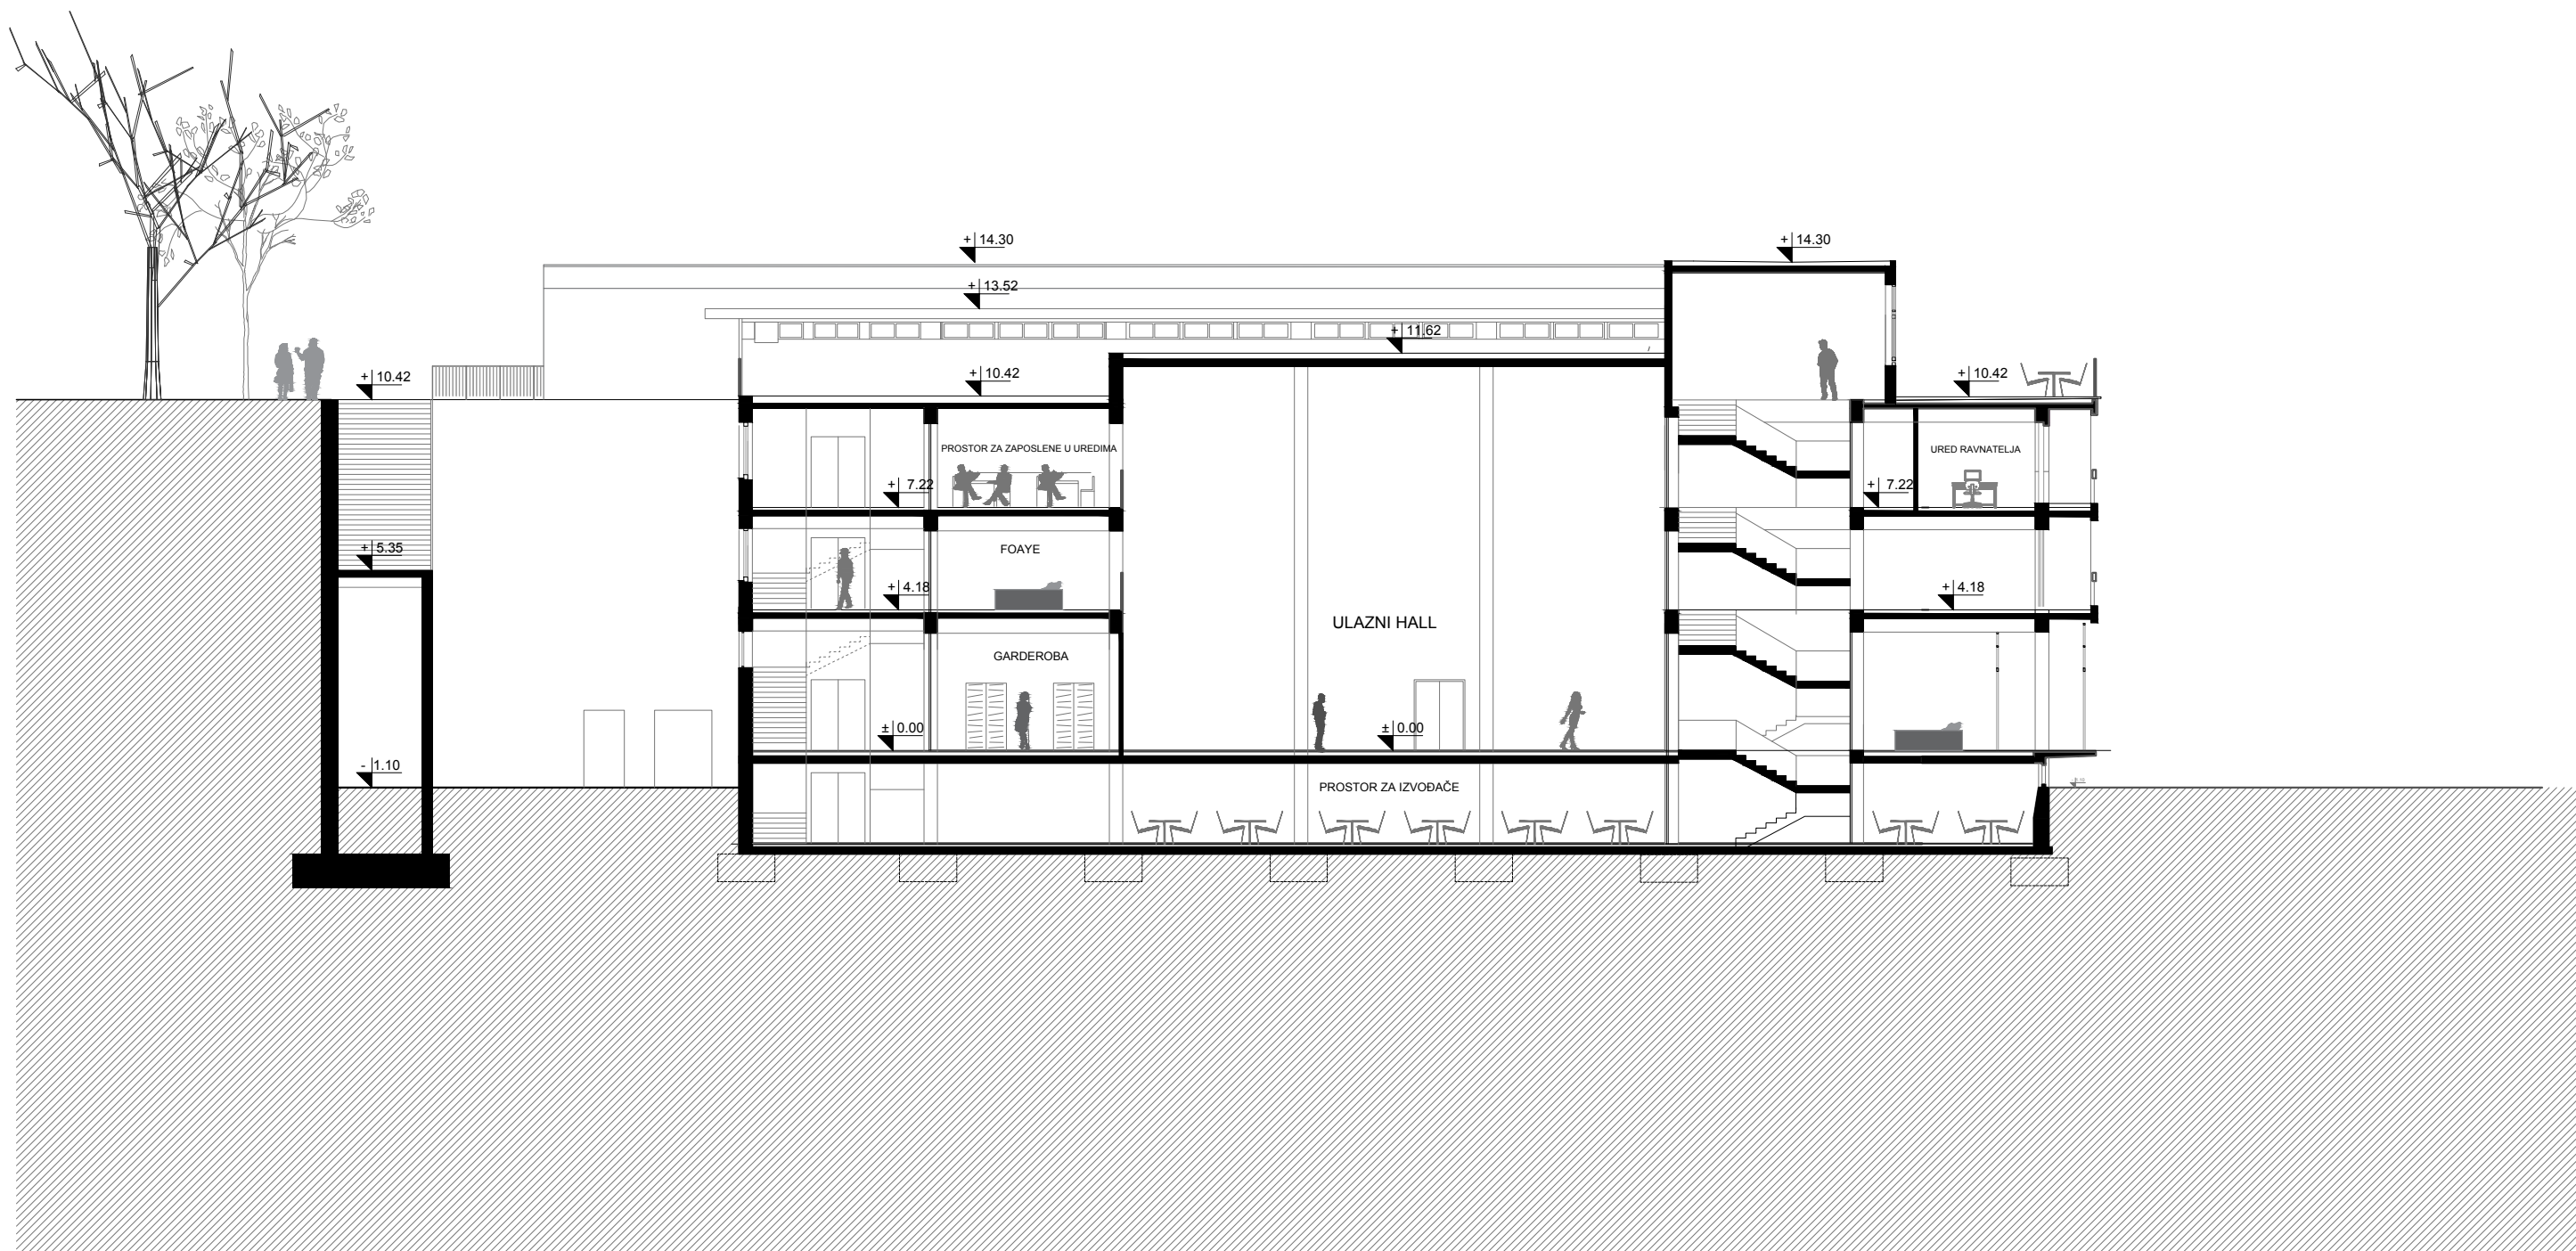 + 14.30
+ 14.30
+ 13.52
+ 11.62
+ 10.42
+ 10.42
+ 10.42
PROSTOR ZA ZAPOSLENE U UREDIMA
URED RAVNATELJA
+ 7.22
+ 7.22
+ 5.35
FOAYE
+ 4.18
+ 4.18
ULAZNI HALL
GARDEROBA
± 0.00
± 0.00
- 1.10
PROSTOR ZA IZVOĐAČE